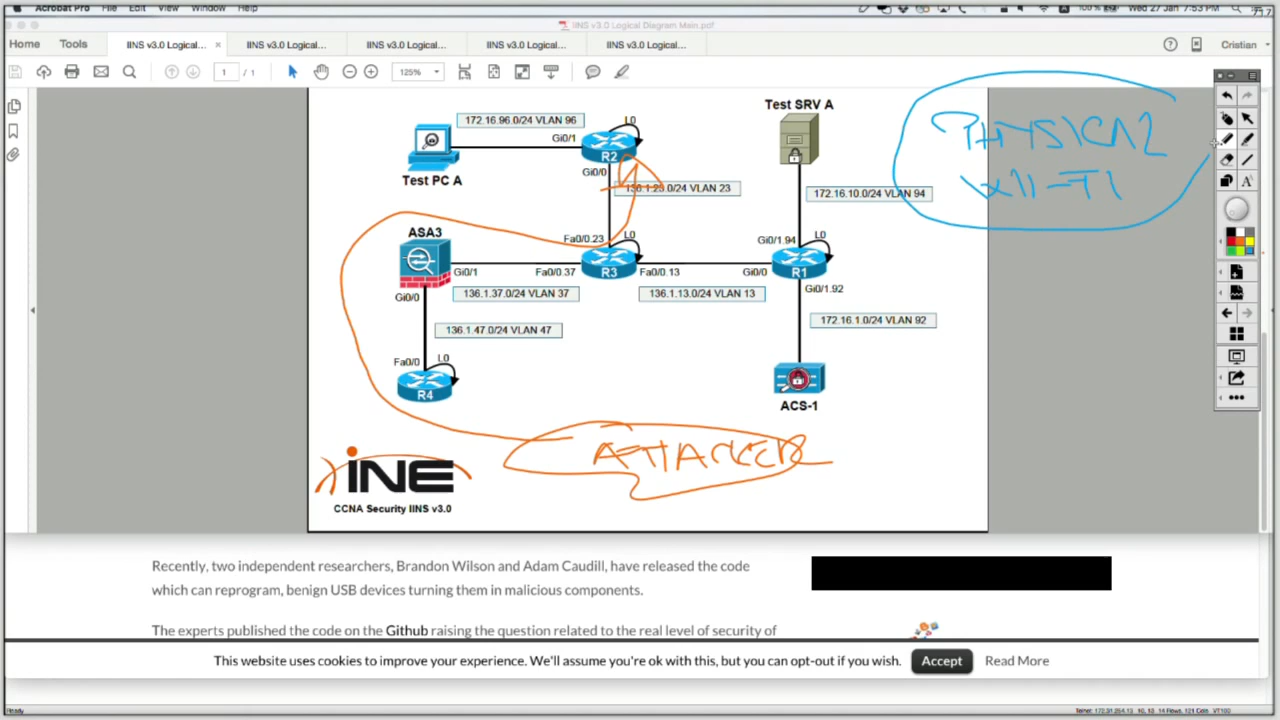 Acrobat Pro File Edit View Window Help
100 % Wed 27 Jan 7:53 PM
IINS v3.0 Logical Diagram Main.pdf
Home Tools IINS v3.0 Logical... × IINS v3.0 Logical... IINS v3.0 Logical... IINS v3.0 Logical... IINS v3.0 Logical... ? Cristian
1 / 1 125%
Test SRV A
172.16.96.0/24 VLAN 96 L0
Gi0/1
R2
Gi0/0
Test PC A
PHYSICAL
136.1.23.0/24 VLAN 23
172.16.10.0/24 VLAN 94
ASA3
Fa0/0.23 L0
Gi0/1.94 L0
Gi0/1 Fa0/0.37 R3 Fa0/0.13 Gi0/0 R1
Gi0/0 136.1.37.0/24 VLAN 37 136.1.13.0/24 VLAN 13 Gi0/1.92
136.1.47.0/24 VLAN 47 172.16.1.0/24 VLAN 92
Fa0/0 L0
R4
ACS-1
ATTACKER
iNE
CCNA Security IINS v3.0
Recently, two independent researchers, Brandon Wilson and Adam Caudill, have released the code
which can reprogram, benign USB devices turning them in malicious components.
The experts published the code on the Github raising the question related to the real level of security of
This website uses cookies to improve your experience. We'll assume you're ok with this, but you can opt-out if you wish. Accept Read More
Ready